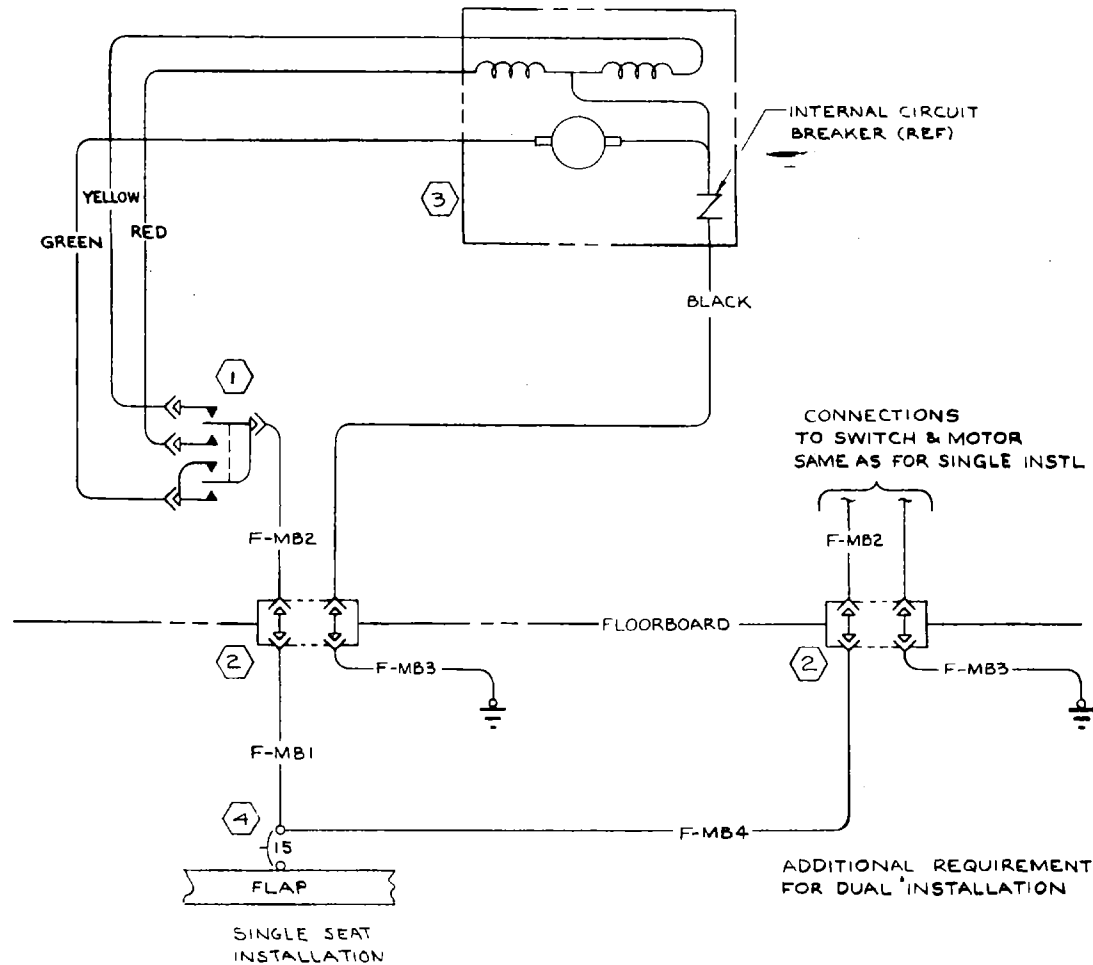 INTERNAL CIRCUIT
BREAKER (REF)
3
YELLOW
RED
GREEN
BLACK
1
CONNECTIONS
TO SWITCH & MOTOR
SAME AS FOR SINGLE INSTL
F-MB2
F-MB2
FLOORBOARD
2
F-MB3
2
F-MB3
F-MB1
4
15
F-MB4
FLAP
ADDITIONAL REQUIREMENT
FOR DUAL INSTALLATION
SINGLE SEAT
INSTALLATION